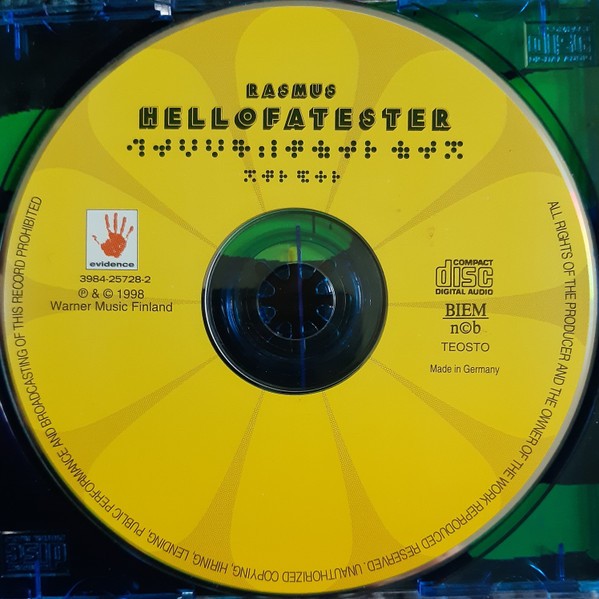 RASMUS
HELLOFATESTER
evidence
3984-25728-2
℗ & © 1998
Warner Music Finland
COMPACT
disc
DIGITAL AUDIO
BIEM
n©b
TEOSTO
Made in Germany
ALL RIGHTS OF THE PRODUCER AND THE OWNER OF THE WORK REPRODUCED RESERVED. UNAUTHORIZED COPYING, HIRING, LENDING, PUBLIC PERFORMANCE AND BROADCASTING OF THIS RECORD PROHIBITED